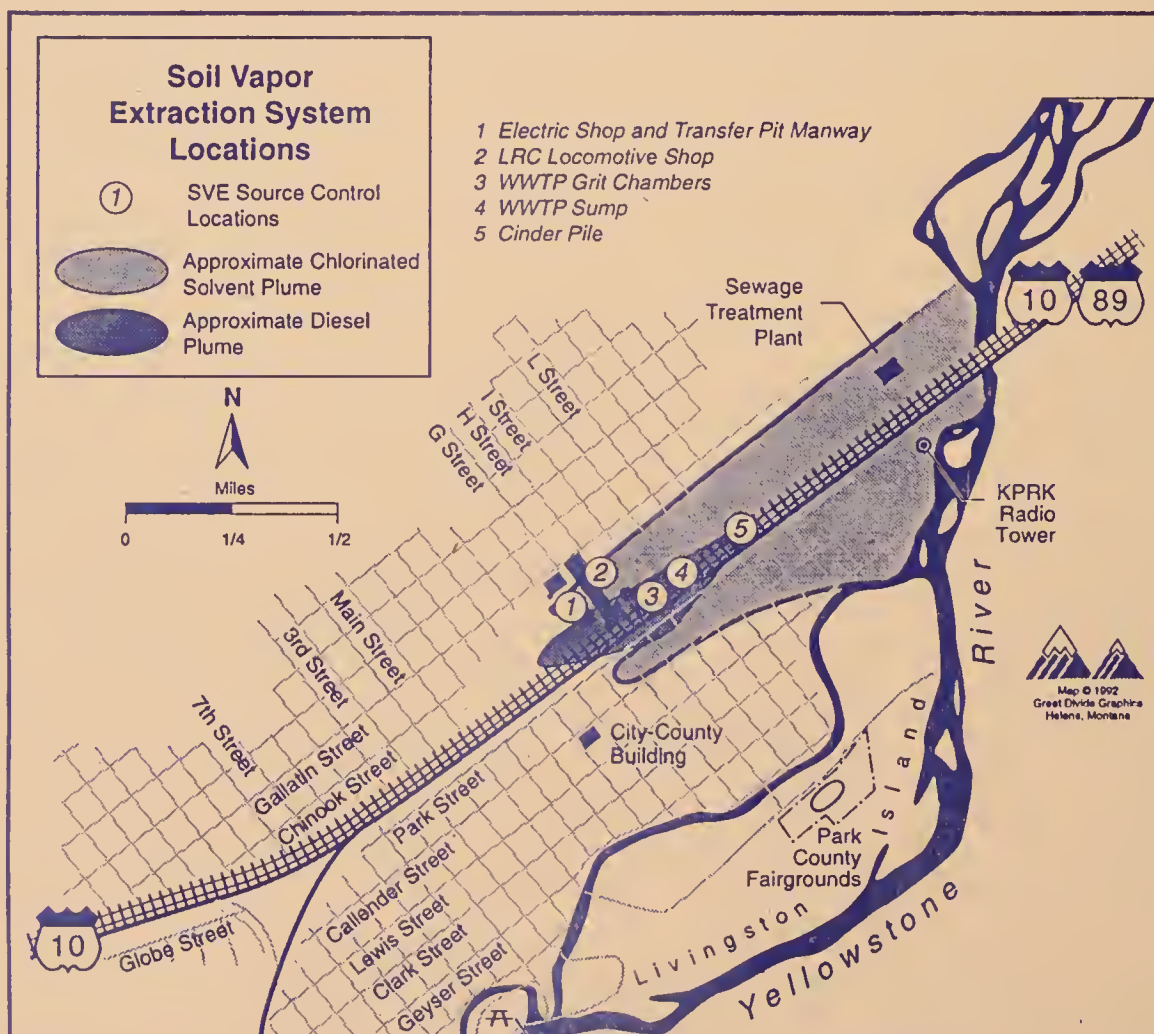 Soil Vapor
Extraction System
Locations
1
SVE Source Control
Locations
Approximate Chlorinated
Solvent Plume
Approximate Diesel
Plume
1 Electric Shop and Transfer Pit Manway
2 LRC Locomotive Shop
3 WWTP Grit Chambers
4 WWTP Sump
5 Cinder Pile
N
Miles
0 1/4 1/2
10
89
Sewage
Treatment
Plant
L Street
I Street
H Street
G Street
KPRK
Radio
Tower
5
2
4
3
1
Main Street
3rd Street
7th Street
Gallatin Street
Chinook Street
Park Street
Callender Street
Lewis Street
Clark Street
Geyser Street
Globe Street
10
City-County
Building
Park
County
Fairgrounds
Livingston Island
Yellowstone River
Map © 1992
Great Divide Graphics
Helena, Montana